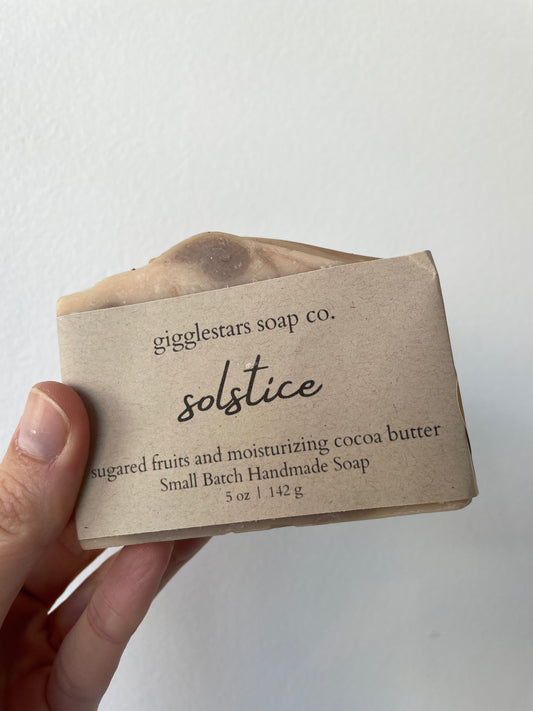 gigglestars soap co.
solstice
sugared fruits and moisturizing cocoa butter
Small Batch Handmade Soap
5 oz | 142 g